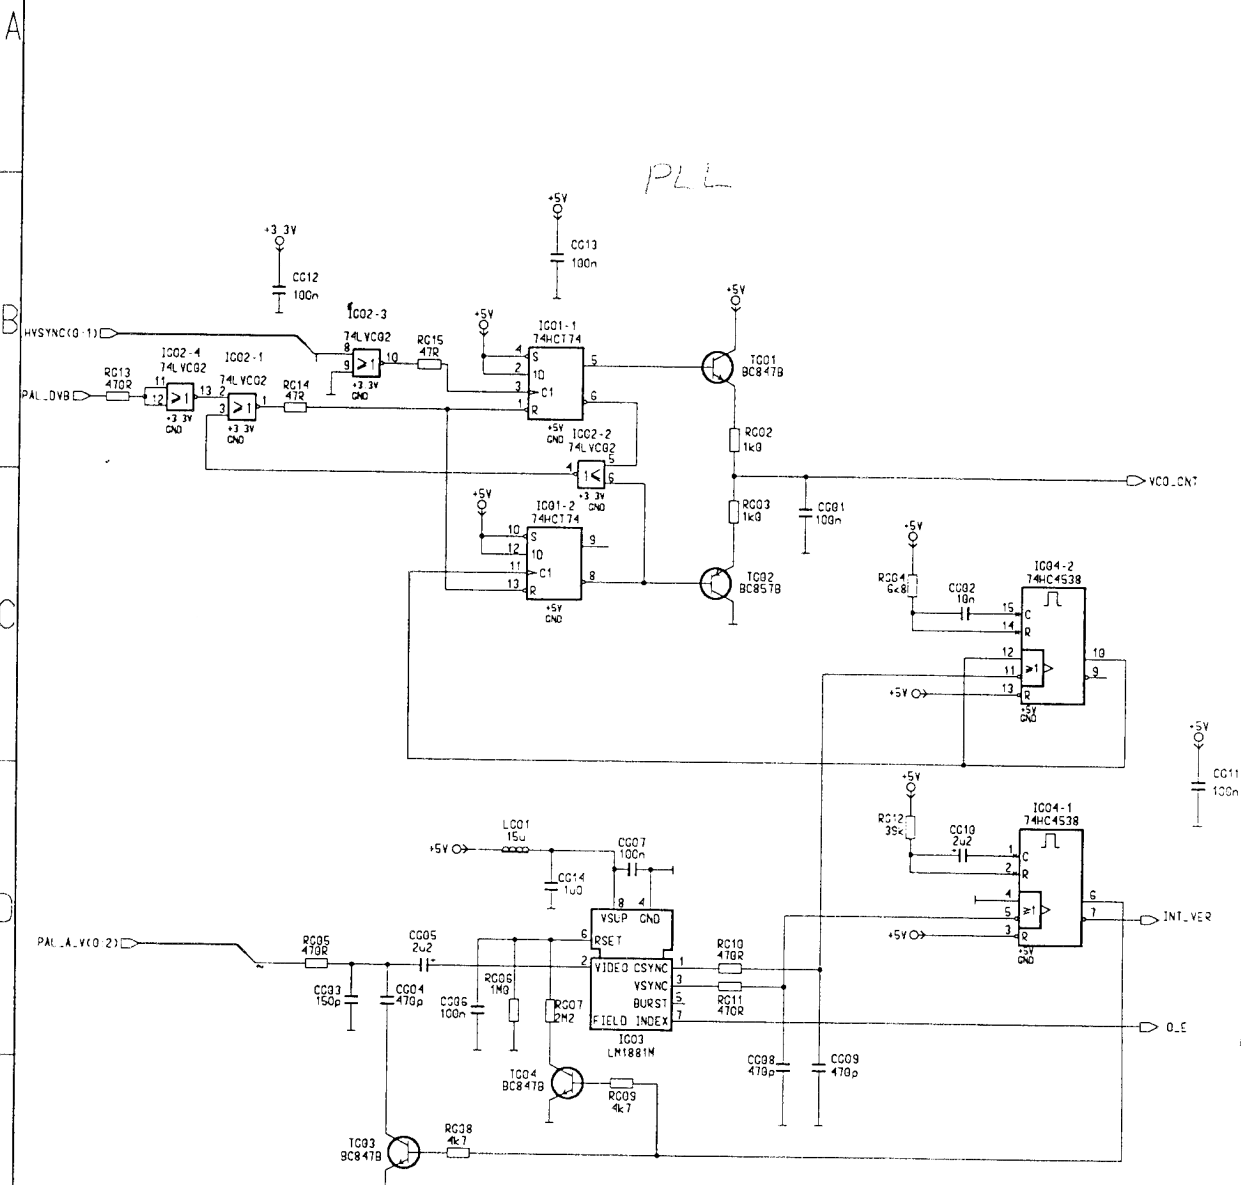 A
PLL
+5V
+3.3V
CG13
100n
CG12
100n
+5V
B
IG02-3
74LVC02
HVSYNC(0:1)
+5V
IG01-1
74HCT74
RG15
47R
8
9
≥1
10
+3.3V
GND
4
S
2
1D
3
C1
1
R
5
6
+5V
GND
TG01
BC847B
IG02-4
74LVC02
IG02-1
74LVC02
RG13
470R
PAL_DVB
11
12
≥1
13
+3.3V
GND
2
3
≥1
1
+3.3V
GND
RG14
47R
IG02-2
74LVC02
4
1≤
5
6
+3.3V
GND
RG02
1k0
VCO_CNT
RG03
1k0
CG01
100n
+5V
IG01-2
74HCT74
10
S
12
1D
11
C1
13
R
9
8
+5V
GND
TG02
BC857B
C
+5V
RG04
6k8
CG02
10n
IG04-2
74HC4538
15
C
14
R
12
11
≥1
13
R
10
9
+5V
+5V
GND
+5V
CG11
100n
+5V
RG12
39k
CG10
2u2
IG04-1
74HC4538
1
C
2
R
4
5
≥1
3
R
6
7
+5V
+5V
GND
INT_VER
D
+5V
LG01
15u
CG14
1u0
CG07
100n
8
4
VSUP GND
6
RSET
2
VIDEO CSYNC
1
VSYNC
3
BURST
5
FIELD INDEX
7
IG03
LM1881M
PAL_A_V(0:2)
RG05
470R
CG05
2u2
CG03
150p
CG04
470p
CG06
100n
RG06
1M0
RG07
2M2
RG10
470R
RG11
470R
O_E
CG08
470p
CG09
470p
TG04
BC847B
RG09
4k7
TG03
BC847B
RG08
4k7